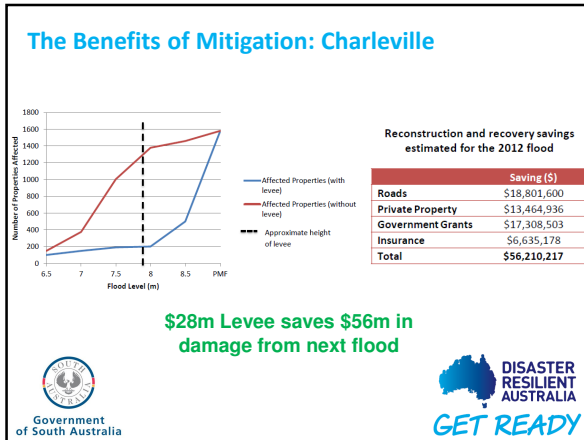 The Benefits of Mitigation: Charleville
Number of Properties Affected
1800
1600
1400
1200
1000
800
600
400
200
0
6.5 7 7.5 8 8.5 PMF
Flood Level (m)
Affected Properties (with
levee)
Affected Properties (without
levee)
Approximate height
of levee
Reconstruction and recovery savings
estimated for the 2012 flood
Saving ($)
Roads $18,801,600
Private Property $13,464,936
Government Grants $17,308,503
Insurance $6,635,178
Total $56,210,217
$28m Levee saves $56m in
damage from next flood
SOUTH
AUSTRALIA
Government
of South Australia
DISASTER
RESILIENT
AUSTRALIA
GET READY